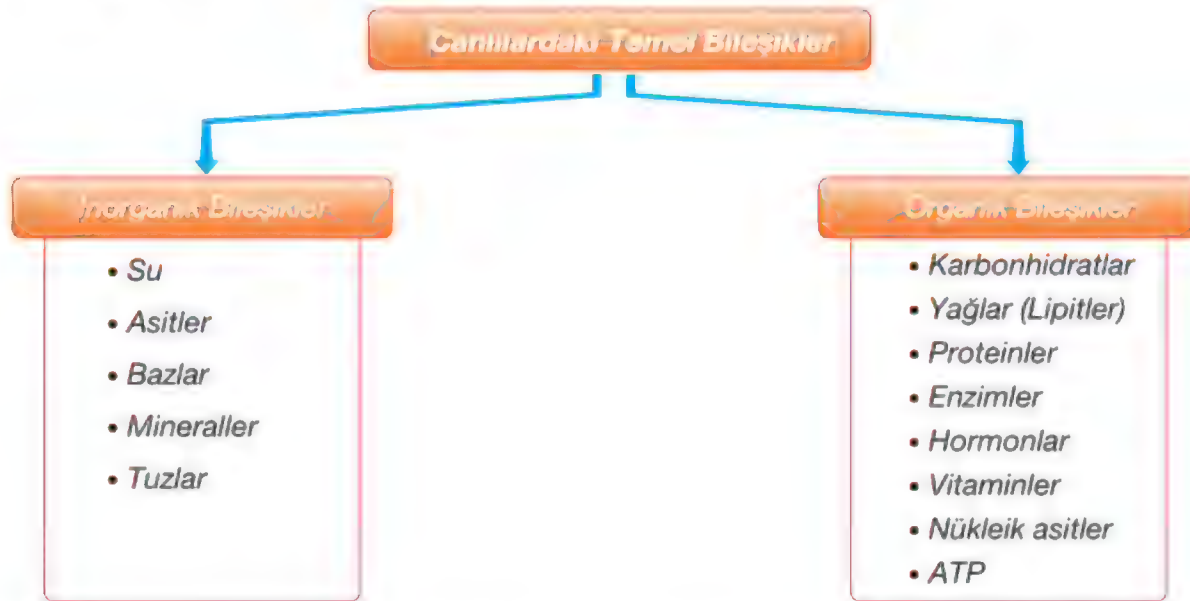 Canlılardaki Temel Bileşikler
İnorganik Bileşikler
• Su
• Asitler
• Bazlar
• Mineraller
• Tuzlar
Organik Bileşikler
• Karbonhidratlar
• Yağlar (Lipitler)
• Proteinler
• Enzimler
• Hormonlar
• Vitaminler
• Nükleik asitler
• ATP